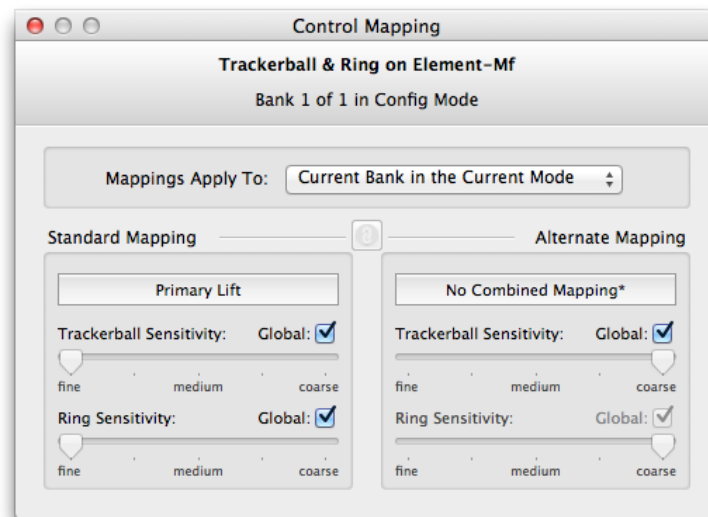 Control Mapping
Trackerball & Ring on Element-Mf
Bank 1 of 1 in Config Mode
Mappings Apply To: Current Bank in the Current Mode
Standard Mapping Alternate Mapping
Primary Lift No Combined Mapping*
Trackerball Sensitivity: Global: Trackerball Sensitivity: Global:
fine medium coarse fine medium coarse
Ring Sensitivity: Global: Ring Sensitivity: Global:
fine medium coarse fine medium coarse